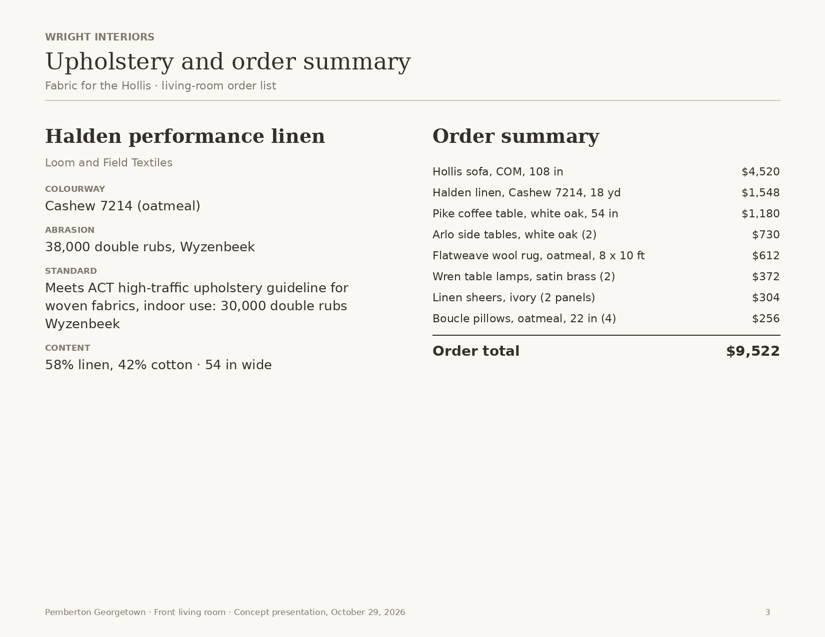 WRIGHT INTERIORS
Upholstery and order summary
Fabric for the Hollis · living-room order list
Halden performance linen
Loom and Field Textiles
COLOURWAY
Cashew 7214 (oatmeal)
ABRASION
38,000 double rubs, Wyzenbeek
STANDARD
Meets ACT high-traffic upholstery guideline for
woven fabrics, indoor use: 30,000 double rubs
Wyzenbeek
CONTENT
58% linen, 42% cotton · 54 in wide
Order summary
Hollis sofa, COM, 108 in $4,520
Halden linen, Cashew 7214, 18 yd $1,548
Pike coffee table, white oak, 54 in $1,180
Arlo side tables, white oak (2) $730
Flatweave wool rug, oatmeal, 8 x 10 ft $612
Wren table lamps, satin brass (2) $372
Linen sheers, ivory (2 panels) $304
Boucle pillows, oatmeal, 22 in (4) $256
Order total $9,522
Pemberton Georgetown · Front living room · Concept presentation, October 29, 2026 3